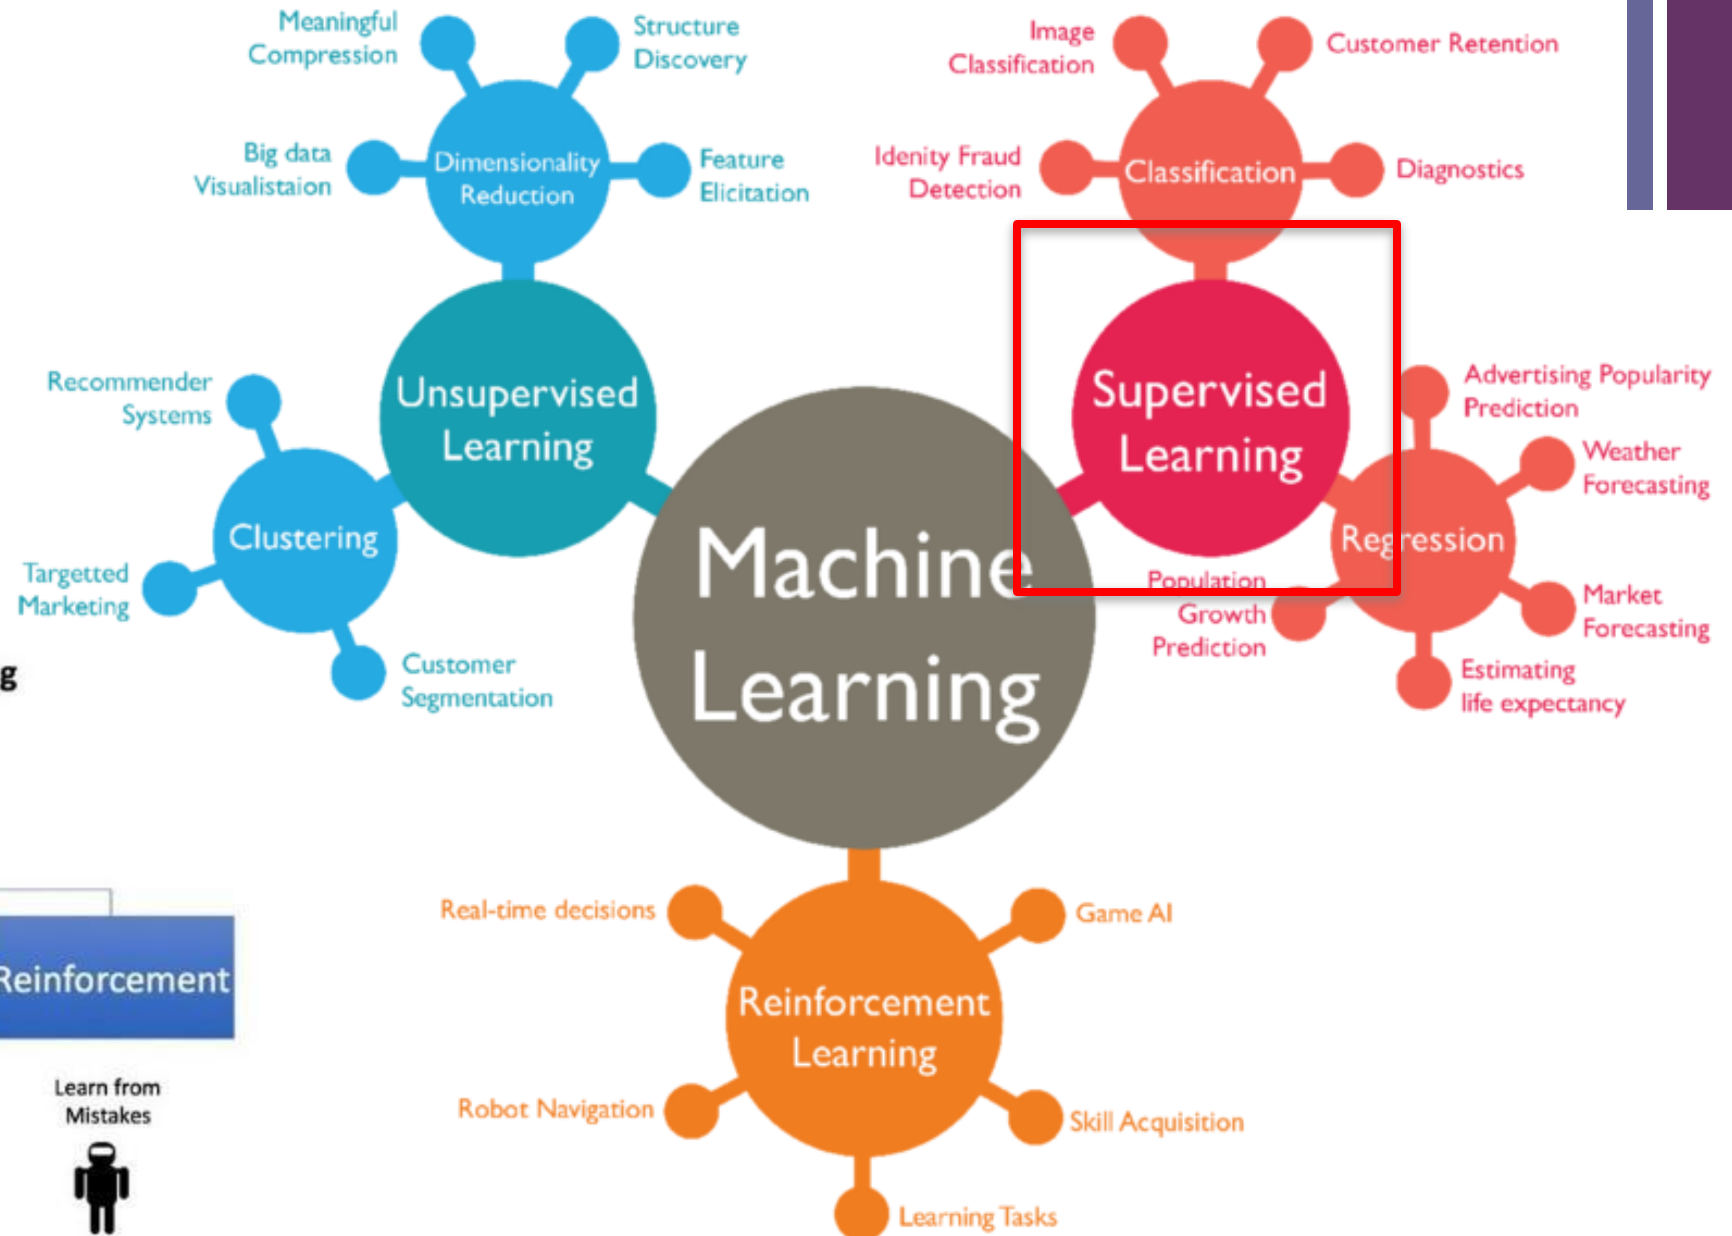 Meaningful
Compression
Structure
Discovery
Big data
Visualistaion
Dimensionality
Reduction
Feature
Elicitation
Image
Classification
Customer Retention
Idenity Fraud
Detection
Classification
Diagnostics
Unsupervised
Learning
Recommender
Systems
Clustering
Targetted
Marketing
Customer
Segmentation
Supervised
Learning
Advertising Popularity
Prediction
Weather
Forecasting
Regression
Population
Growth
Prediction
Market
Forecasting
Estimating
life expectancy
Machine
Learning
g
Real-time decisions
Game AI
Reinforcement
Learning
Robot Navigation
Skill Acquisition
Learning Tasks
Reinforcement
Learn from
Mistakes